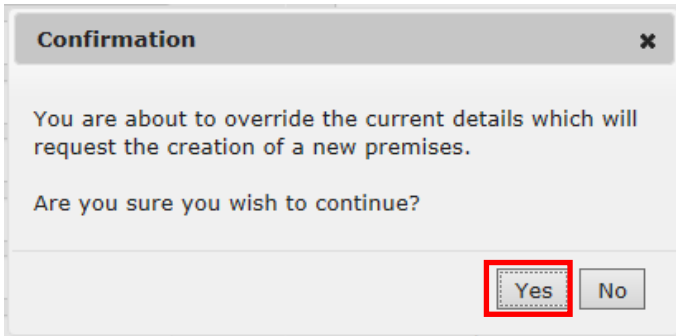 Confirmation
You are about to override the current details which will
request the creation of a new premises.
Are you sure you wish to continue?
Yes No